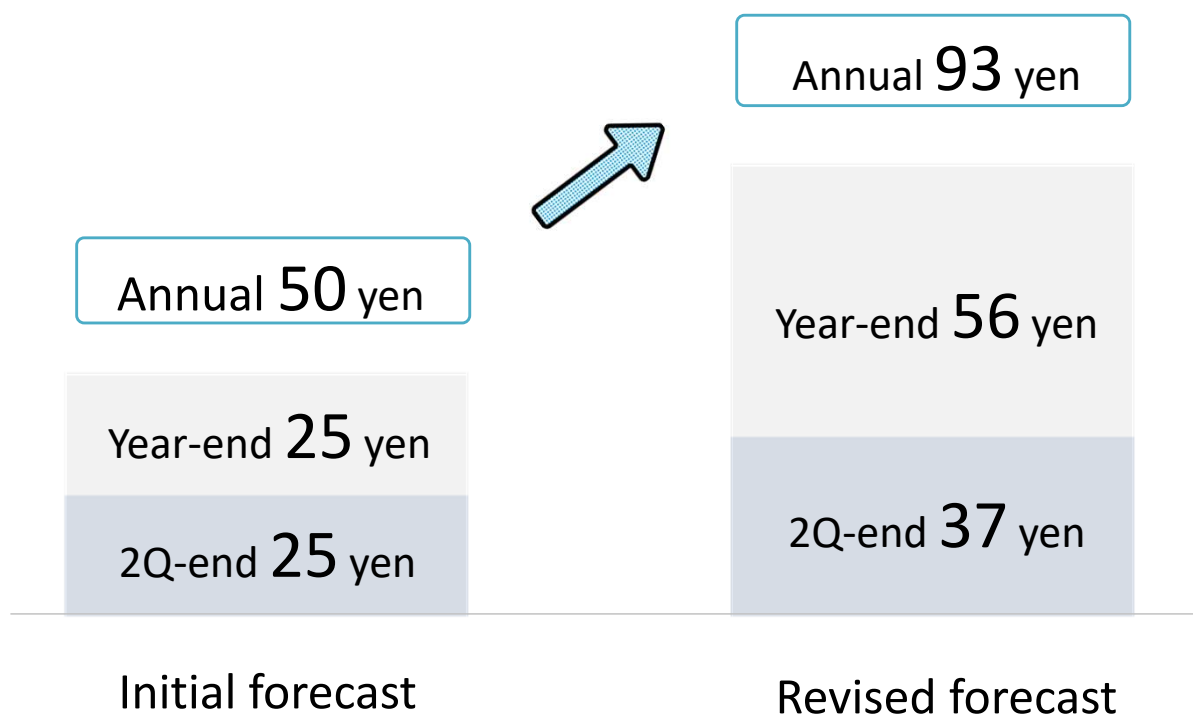 Annual 93 yen
Annual 50 yen
Year-end 56 yen
Year-end 25 yen
2Q-end 37 yen
2Q-end 25 yen
Initial forecast
Revised forecast